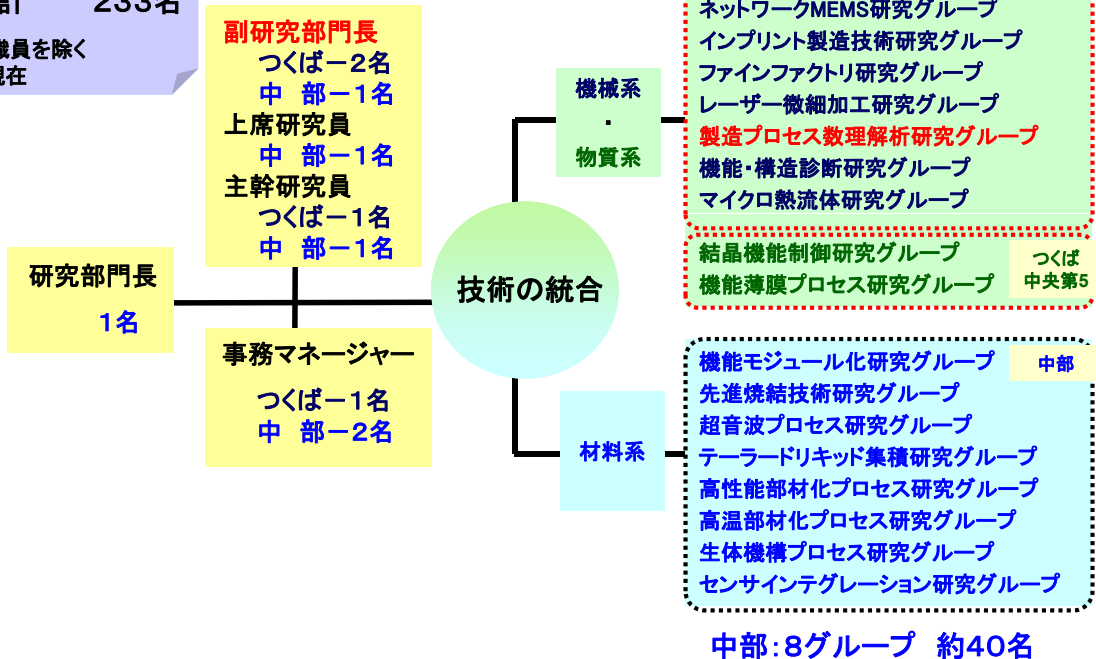 計 233名
職員を除く
現在
副研究部門長
つくば－2名
中 部－1名
上席研究員
中 部－1名
主幹研究員
つくば－1名
中 部－1名
研究部門長
1名
事務マネージャー
つくば－1名
中 部－2名
技術の統合
機械系
・
物質系
材料系
ネットワークMEMS研究グループ
インプリント製造技術研究グループ
ファインファクトリ研究グループ
レーザー微細加工研究グループ
製造プロセス数理解析研究グループ
機能・構造診断研究グループ
マイクロ熱流体研究グループ
結晶機能制御研究グループ
機能薄膜プロセス研究グループ
つくば
中央第5
機能モジュール化研究グループ
中部
先進焼結技術研究グループ
超音波プロセス研究グループ
テーラードリキッド集積研究グループ
高性能部材化プロセス研究グループ
高温部材化プロセス研究グループ
生体機構プロセス研究グループ
センサインテグレーション研究グループ
中部：8グループ 約40名